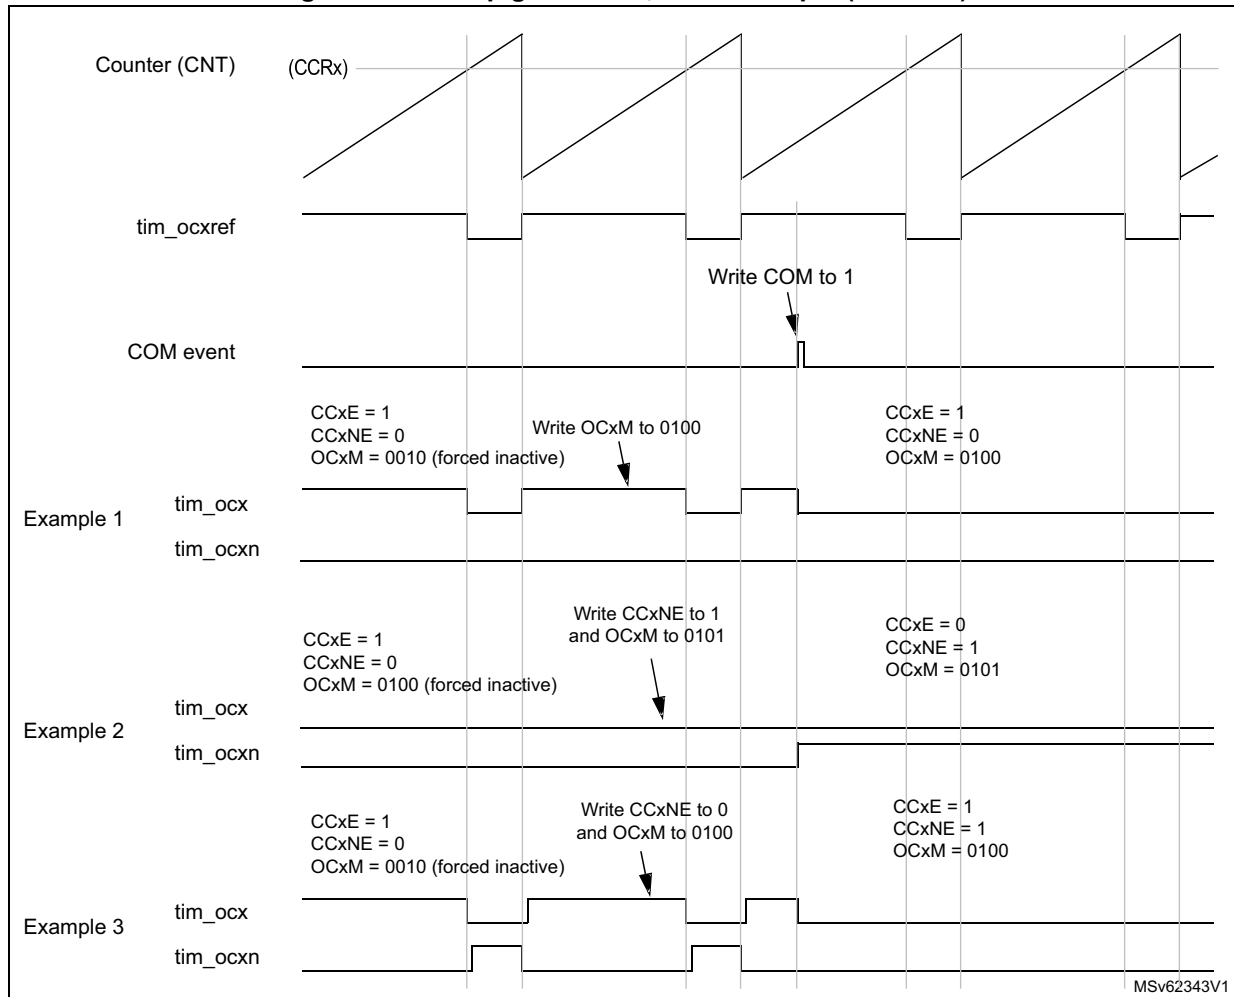 Counter (CNT)
(CCRx)
tim_ocxref
Write COM to 1
COM event
CCxE = 1
CCxNE = 0
OCxM = 0010 (forced inactive)
Write OCxM to 0100
CCxE = 1
CCxNE = 0
OCxM = 0100
Example 1
tim_ocx
tim_ocxn
CCxE = 1
CCxNE = 0
OCxM = 0100 (forced inactive)
Write CCxNE to 1
and OCxM to 0101
CCxE = 0
CCxNE = 1
OCxM = 0101
Example 2
tim_ocx
tim_ocxn
CCxE = 1
CCxNE = 0
OCxM = 0010 (forced inactive)
Write CCxNE to 0
and OCxM to 0100
CCxE = 1
CCxNE = 1
OCxM = 0100
Example 3
tim_ocx
tim_ocxn
MSv62343V1